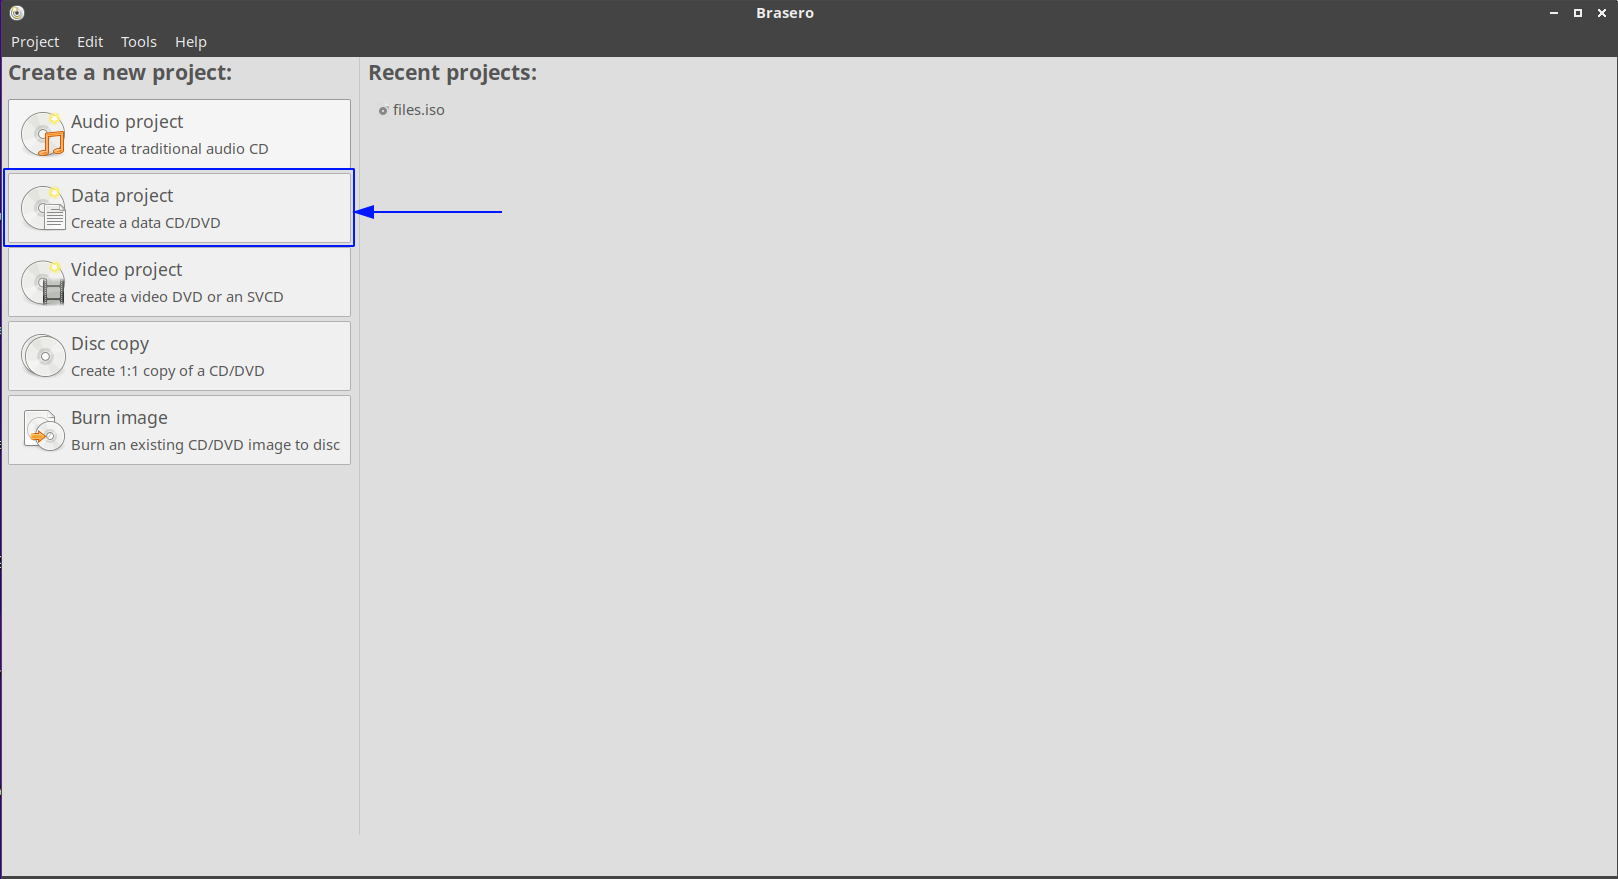 Brasero
Project Edit Tools Help
Create a new project:
Audio project
Create a traditional audio CD
Data project
Create a data CD/DVD
Video project
Create a video DVD or an SVCD
Disc copy
Create 1:1 copy of a CD/DVD
Burn image
Burn an existing CD/DVD image to disc
Recent projects:
files.iso